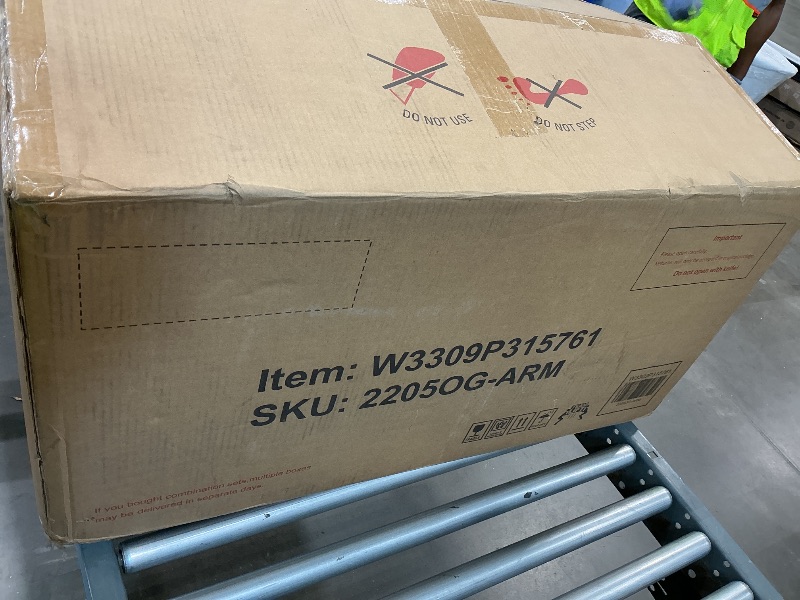 DO NOT USE
DO NOT STEP
Important
Do not open with knife!
Item: W3309P315761
SKU: 2205OG-ARM
If you bought combination sets,multiple boxes
may be delivered in separate days